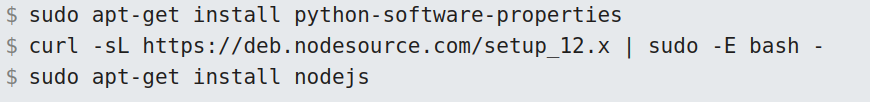 $ sudo apt-get install python-software-properties
$ curl -sL https://deb.nodesource.com/setup_12.x | sudo -E bash -
$ sudo apt-get install nodejs